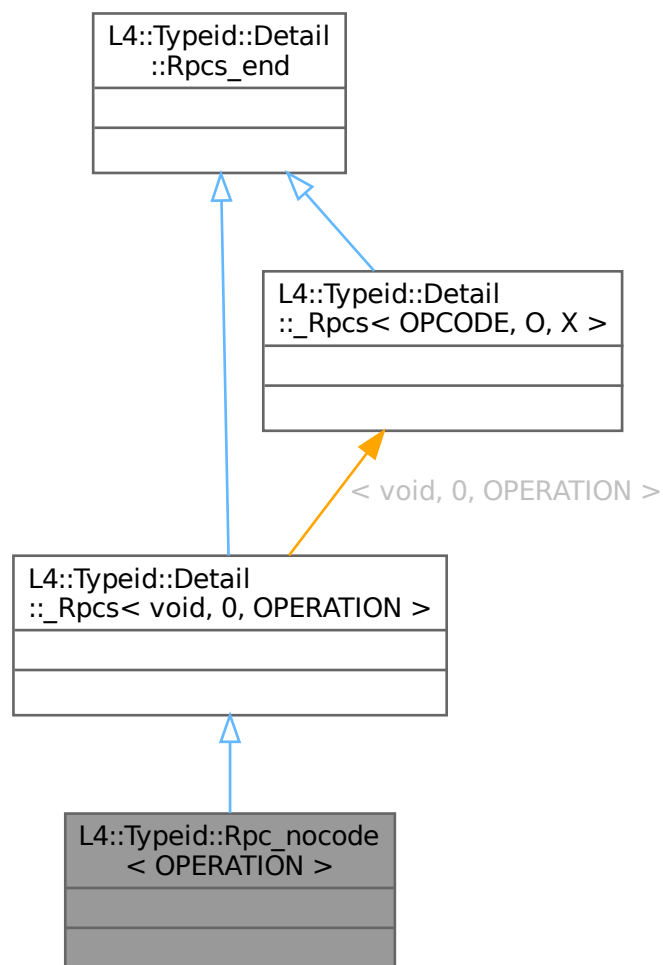 L4::Typeid::Detail
::Rpcs_end
L4::Typeid::Detail
::_Rpcs< OPCODE, O, X >
< void, 0, OPERATION >
L4::Typeid::Detail
::_Rpcs< void, 0, OPERATION >
L4::Typeid::Rpc_nocode
< OPERATION >